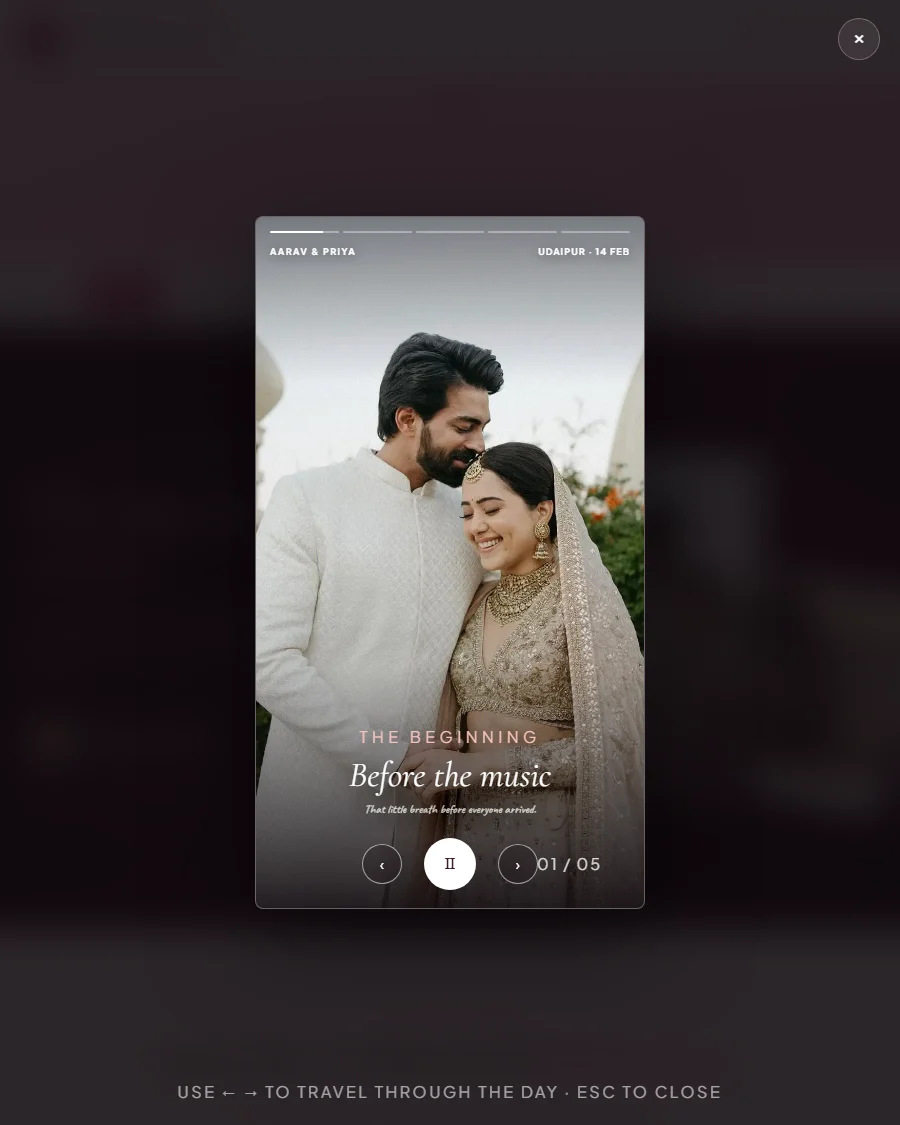 ×
AARAV & PRIYA
UDAIPUR · 14 FEB
THE BEGINNING
Before the music
That little breath before everyone arrived.
‹ II › 01 / 05
USE ← → TO TRAVEL THROUGH THE DAY · ESC TO CLOSE